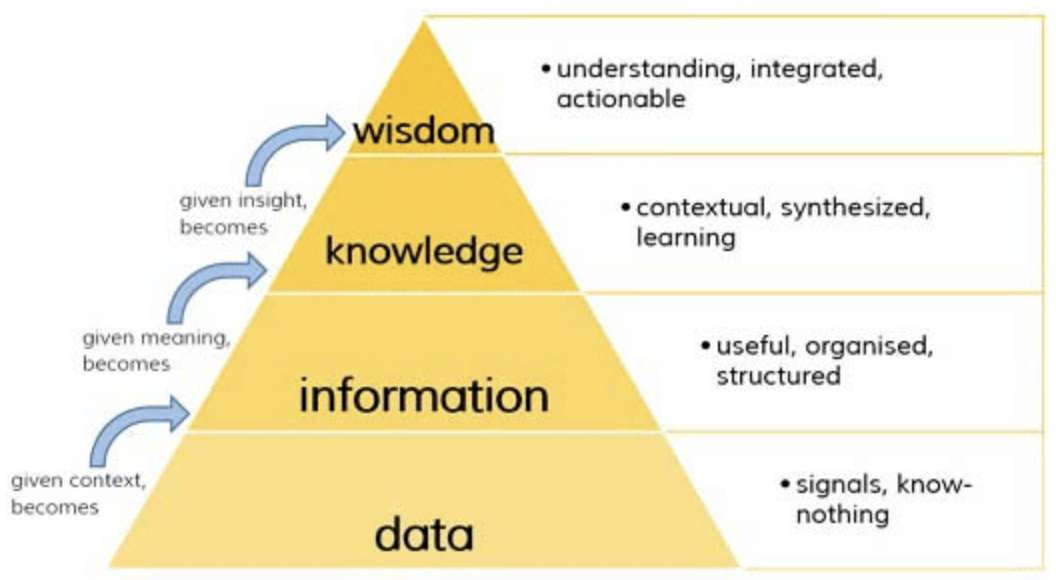 • understanding, integrated,
actionable
wisdom
given insight,
becomes
• contextual, synthesized,
learning
knowledge
given meaning,
becomes
• useful, organised,
structured
information
given context,
becomes
• signals, know-
nothing
data